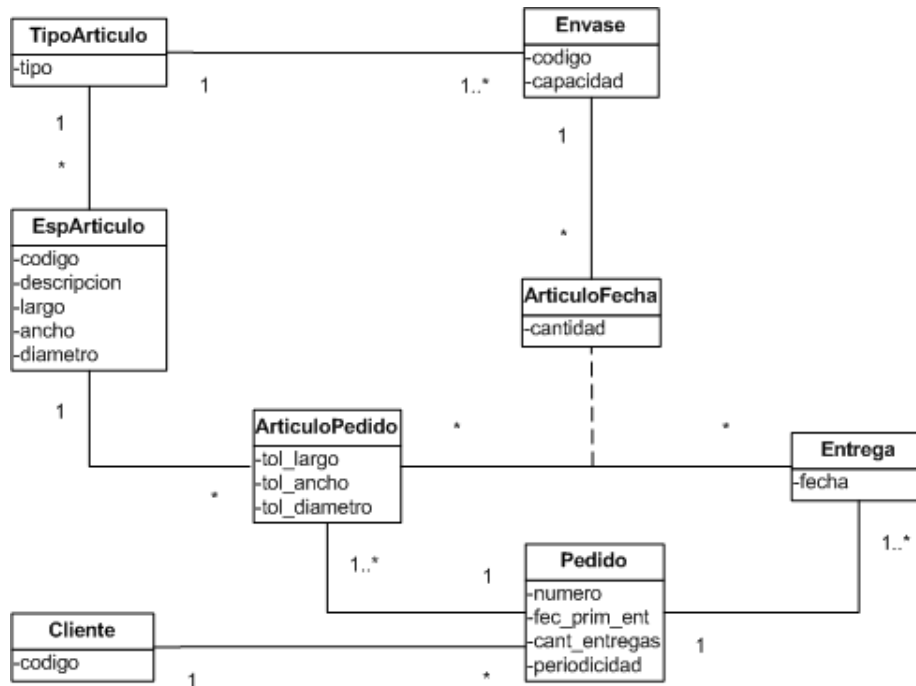 TipoArticulo
-tipo
Envase
-codigo
-capacidad
1
1..*
1
*
1
*
EspArticulo
-codigo
-descripcion
-largo
-ancho
-diametro
ArticuloFecha
-cantidad
1
*
ArticuloPedido
-tol_largo
-tol_ancho
-tol_diametro
*
*
Entrega
-fecha
1..*
1
1..*
Pedido
-numero
-fec_prim_ent
-cant_entregas
-periodicidad
1
Cliente
-codigo
1
*